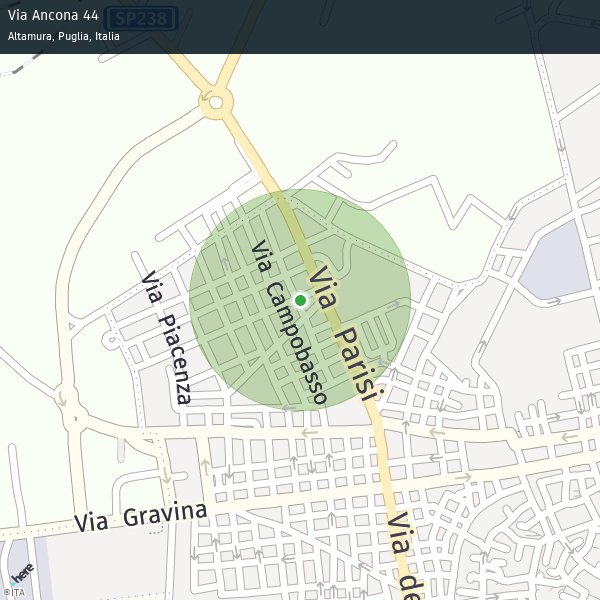 Via Ancona 44
SP238
Altamura, Puglia, Italia
Via Campobasso
Via Parisi
Via Piacenza
Via Gravina
Via de
here
©ITA